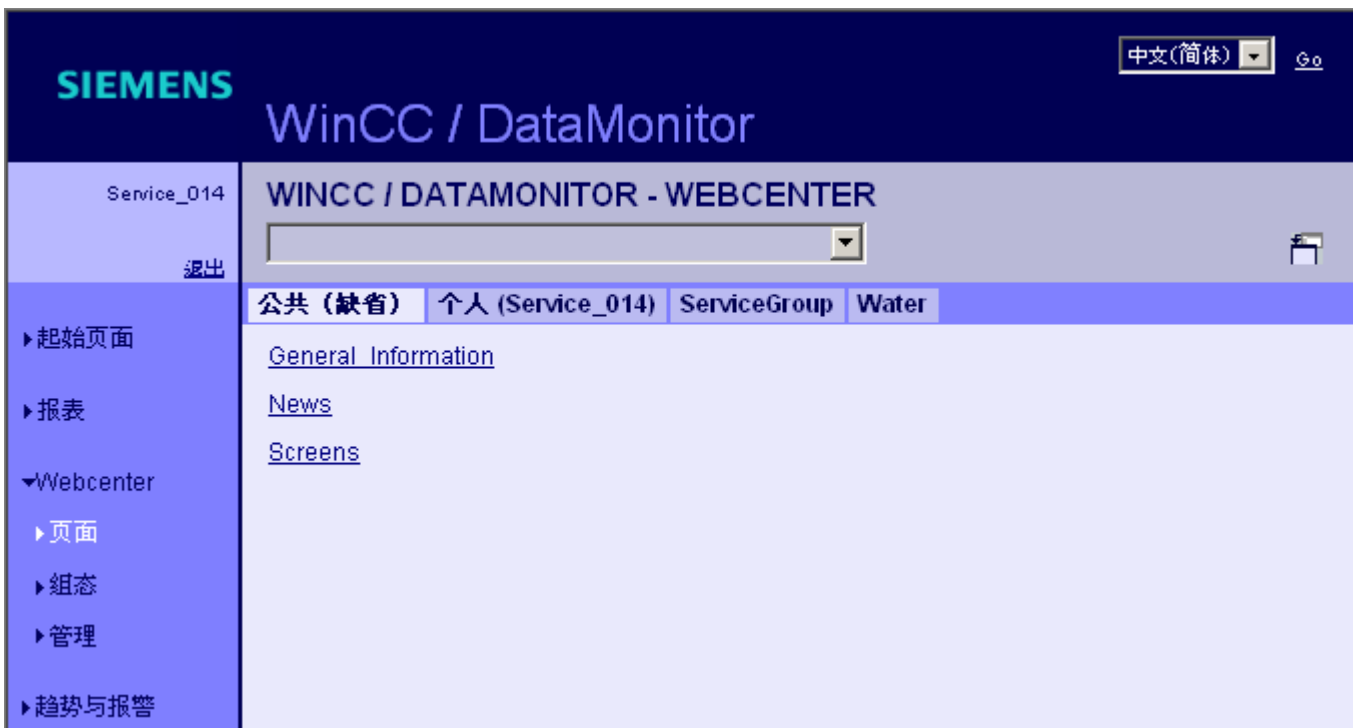 SIEMENS
中文(简体)
Go
WinCC / DataMonitor
Service_014
退出
WINCC / DATAMONITOR - WEBCENTER
公共（缺省） 个人 (Service_014) ServiceGroup Water
General Information
News
Screens
起始页面
报表
Webcenter
页面
组态
管理
趋势与报警